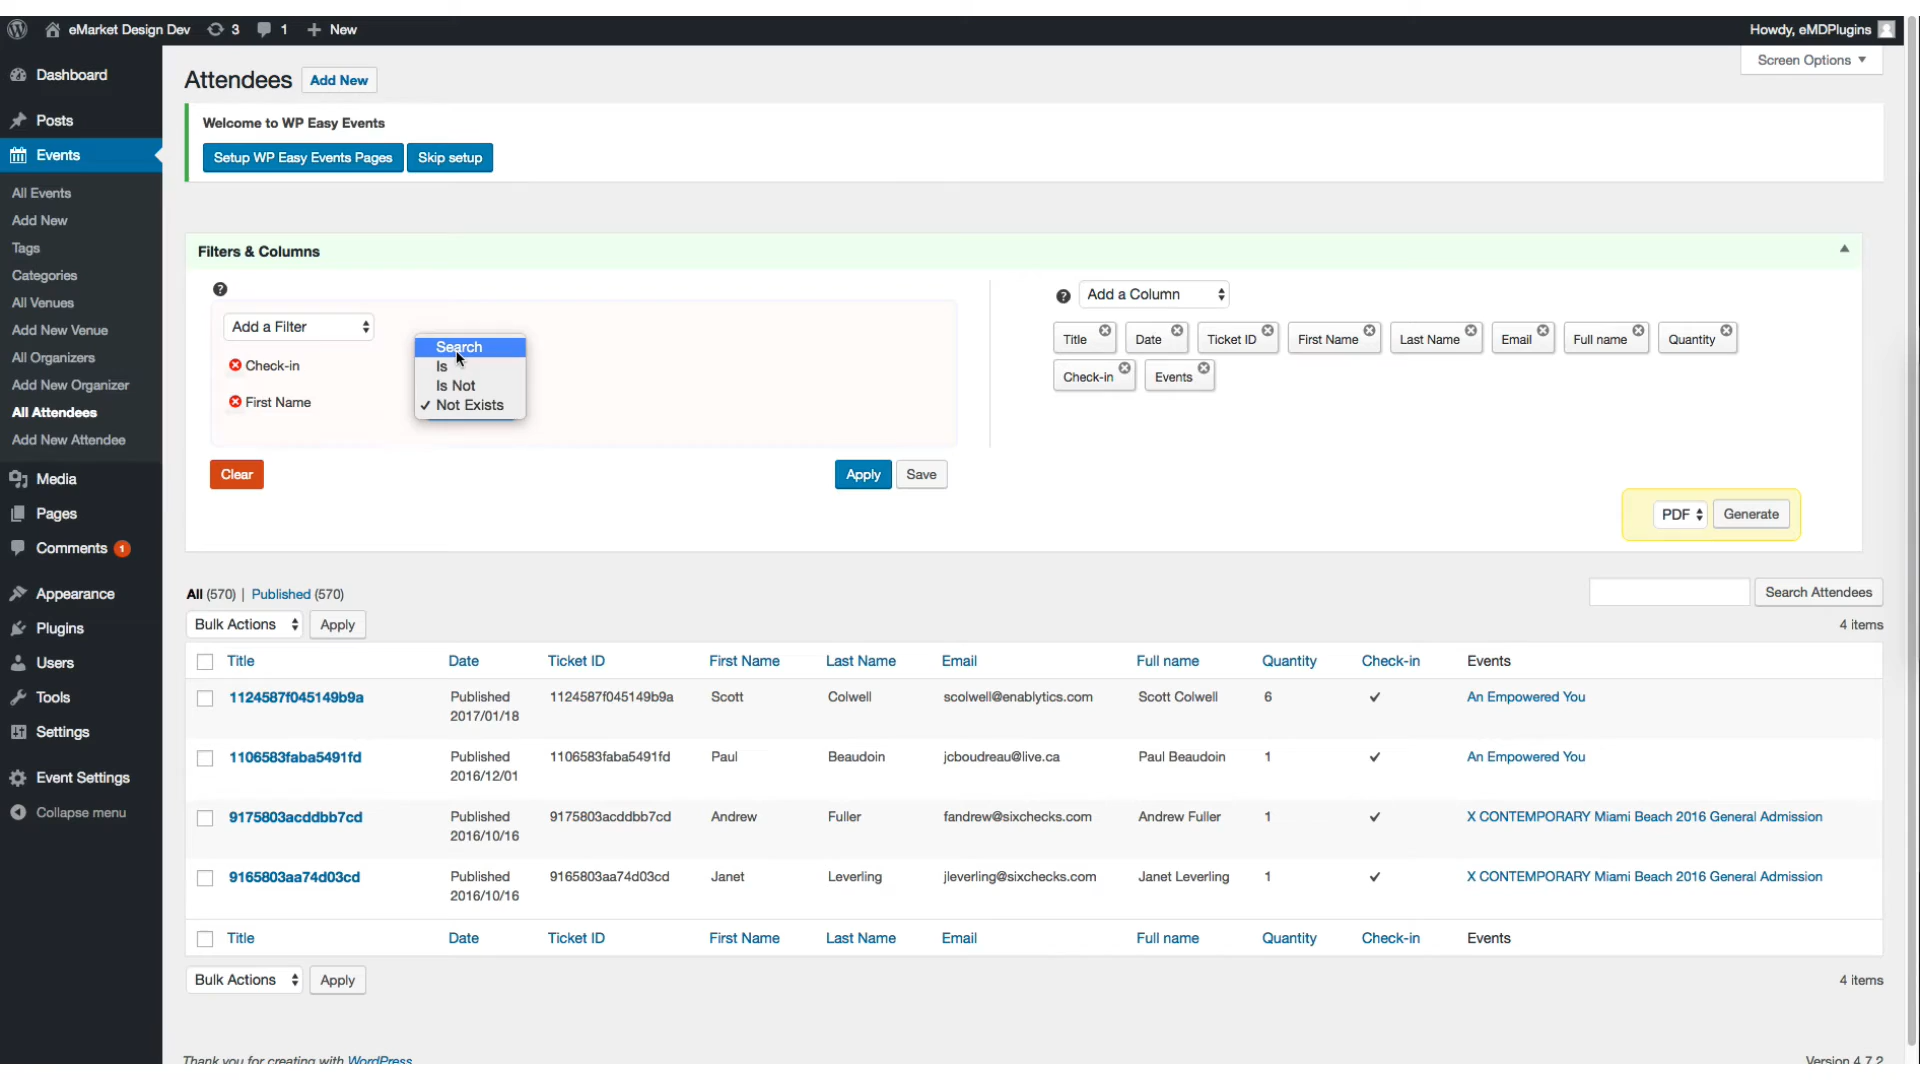 eMarket Design Dev 3 1 + New Howdy, eMDPlugins
Screen Options ▼
Dashboard
Posts
Events
All Events
Add New
Tags
Categories
All Venues
Add New Venue
All Organizers
Add New Organizer
All Attendees
Add New Attendee
Media
Pages
Comments 1
Appearance
Plugins
Users
Tools
Settings
Event Settings
Collapse menu
Attendees Add New
Welcome to WP Easy Events
Setup WP Easy Events Pages Skip setup
Filters & Columns
Add a Filter
Check-in
First Name
Search
Is
Is Not
✓ Not Exists
Clear Apply Save
Add a Column
Title Date Ticket ID First Name Last Name Email Full name Quantity
Check-in Events
PDF Generate
All (570) | Published (570) Search Attendees
Bulk Actions Apply 4 items
Title Date Ticket ID First Name Last Name Email Full name Quantity Check-in Events
1124587f045149b9a Published 1124587f045149b9a Scott Colwell scolwell@enablytics.com Scott Colwell 6 ✓ An Empowered You
2017/01/18
1106583faba5491fd Published 1106583faba5491fd Paul Beaudoin jcboudreau@live.ca Paul Beaudoin 1 ✓ An Empowered You
2016/12/01
9175803acddbb7cd Published 9175803acddbb7cd Andrew Fuller fandrew@sixchecks.com Andrew Fuller 1 ✓ X CONTEMPORARY Miami Beach 2016 General Admission
2016/10/16
9165803aa74d03cd Published 9165803aa74d03cd Janet Leverling jleverling@sixchecks.com Janet Leverling 1 ✓ X CONTEMPORARY Miami Beach 2016 General Admission
2016/10/16
Title Date Ticket ID First Name Last Name Email Full name Quantity Check-in Events
Bulk Actions Apply 4 items
Thank you for creating with WordPress Version 4.7.2